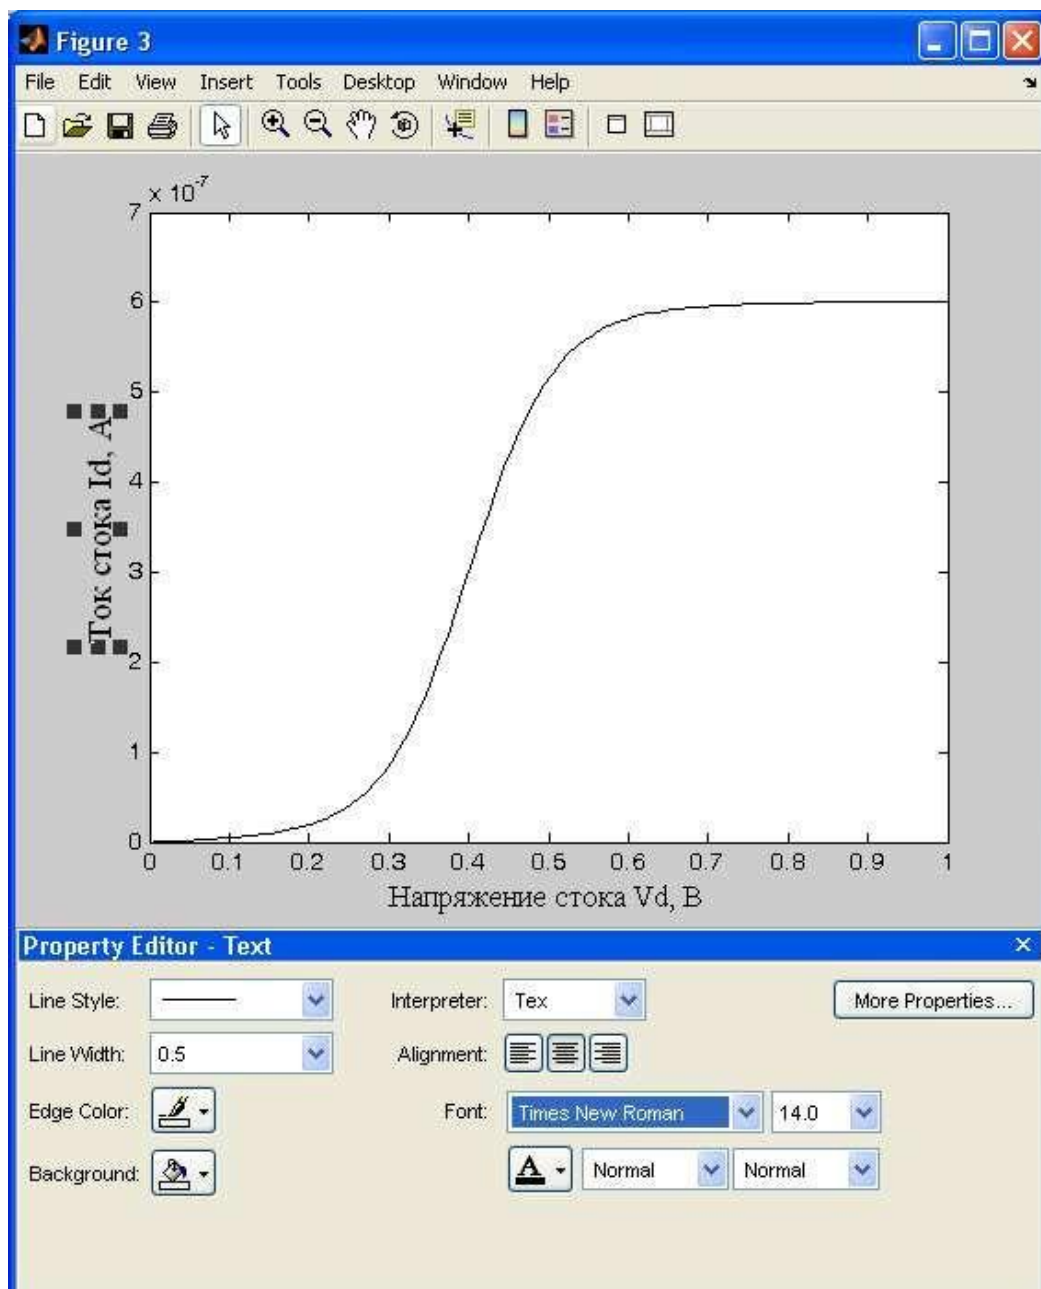 Figure 3
File Edit View Insert Tools Desktop Window Help
x 10^-7
7
6
5
4
3
2
1
0
Ток стока Id, A
0 0.1 0.2 0.3 0.4 0.5 0.6 0.7 0.8 0.9 1
Напряжение стока Vd, В
Property Editor - Text
Line Style: Interpreter: Tex More Properties...
Line Width: 0.5 Alignment:
Edge Color: Font: Times New Roman 14.0
Background: A Normal Normal